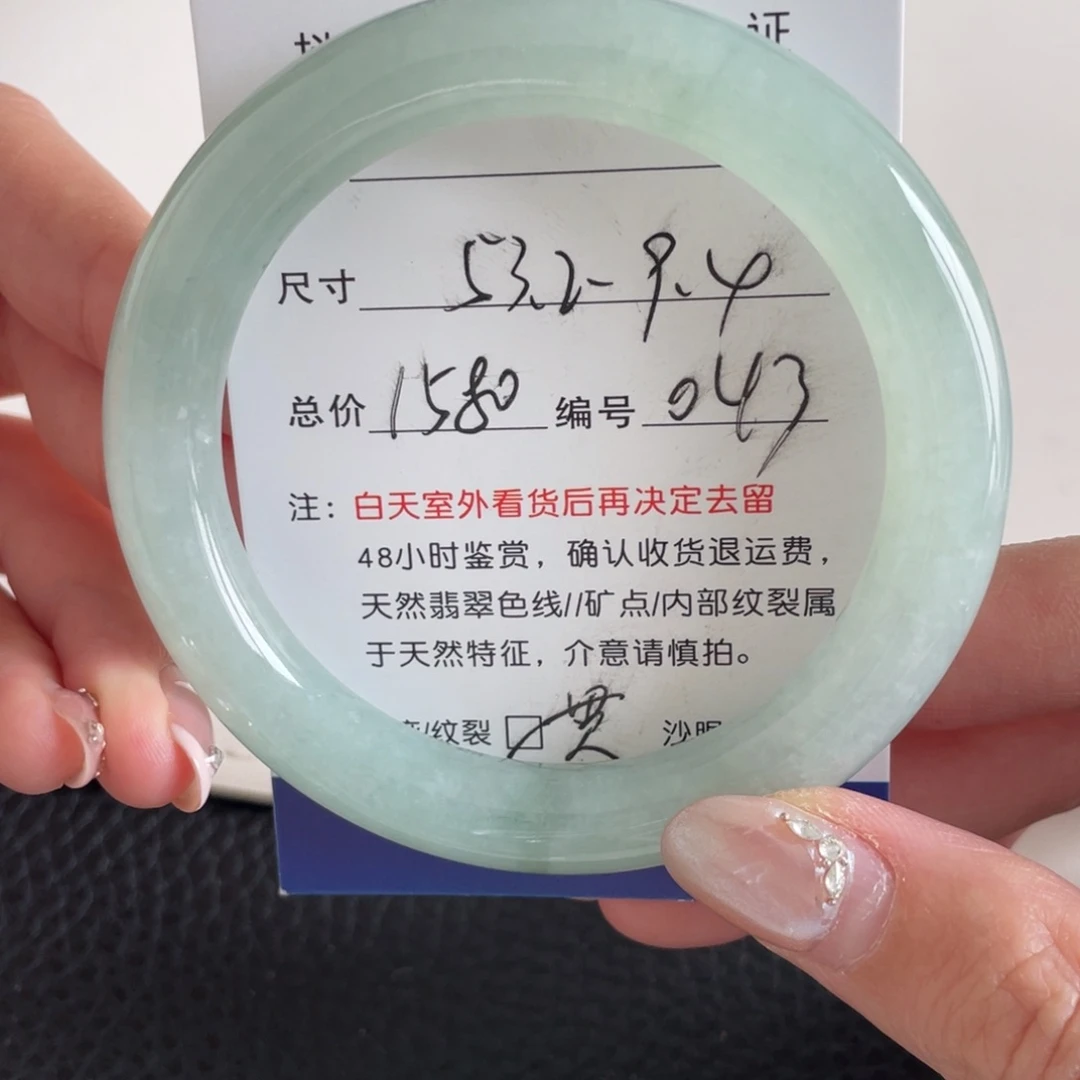 证
尺寸 53.2-9.4
总价 1580 编号 043
注：白天室外看货后再决定去留
48小时鉴赏，确认收货退运费，
天然翡翠色线//矿点/内部纹裂属
于天然特征，介意请慎拍。
/纹裂 贯 沙眼